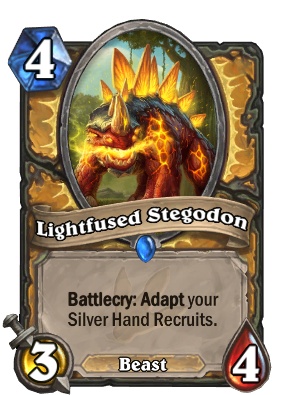 4
Lightfused Stegodon
Battlecry: Adapt your
Silver Hand Recruits.
3
Beast
4